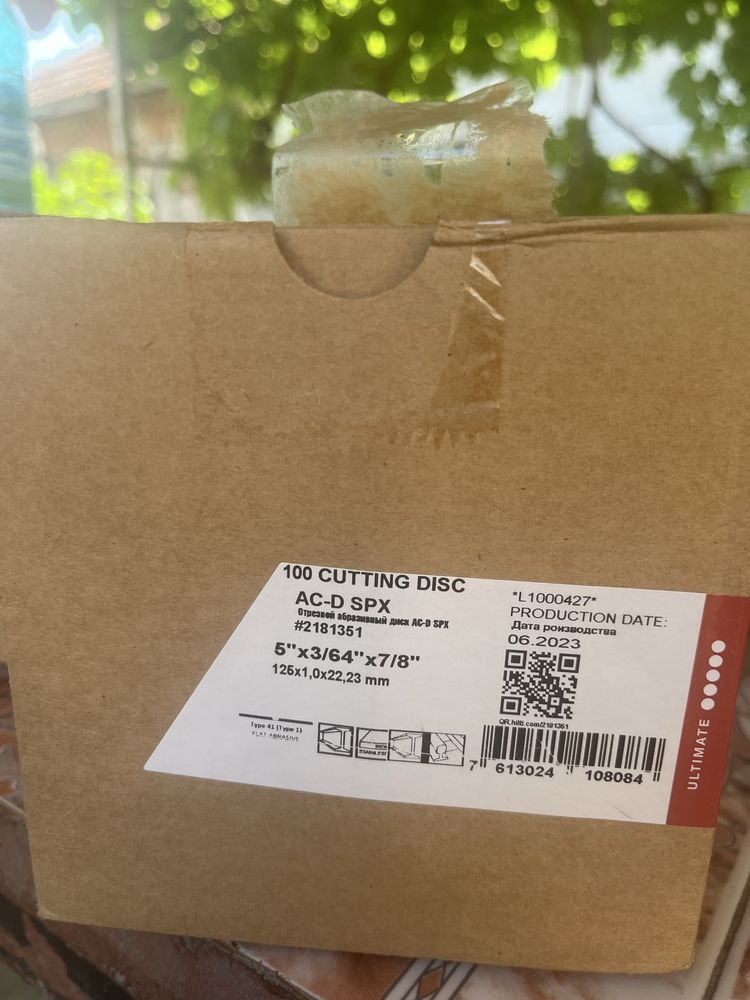 100 CUTTING DISC
AC-D SPX
Отрезной абразивный диск AC-D SPX
#2181351
5"x3/64"x7/8"
125x1,0x22,23 mm
Type 41 (Type 1)
FLAT ABRASIVE
STAINLESS
*L1000427*
PRODUCTION DATE:
Дата роизводства
06.2023
QR.hilti.com/2181351
7 613024 108084
ULTIMATE